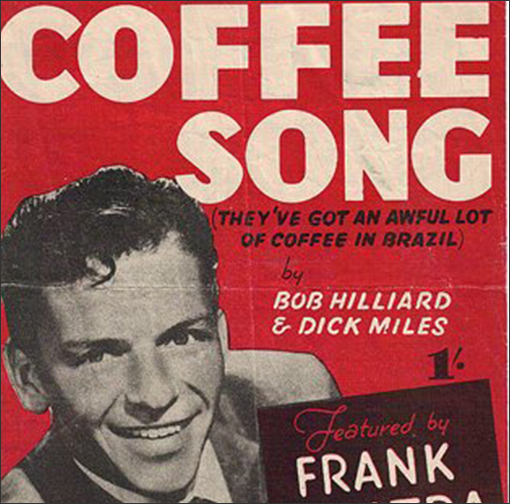 COFFEE
SONG
(THEY'VE GOT AN AWFUL LOT
OF COFFEE IN BRAZIL)
by
BOB HILLIARD
& DICK MILES
1/-
Featured by
FRANK